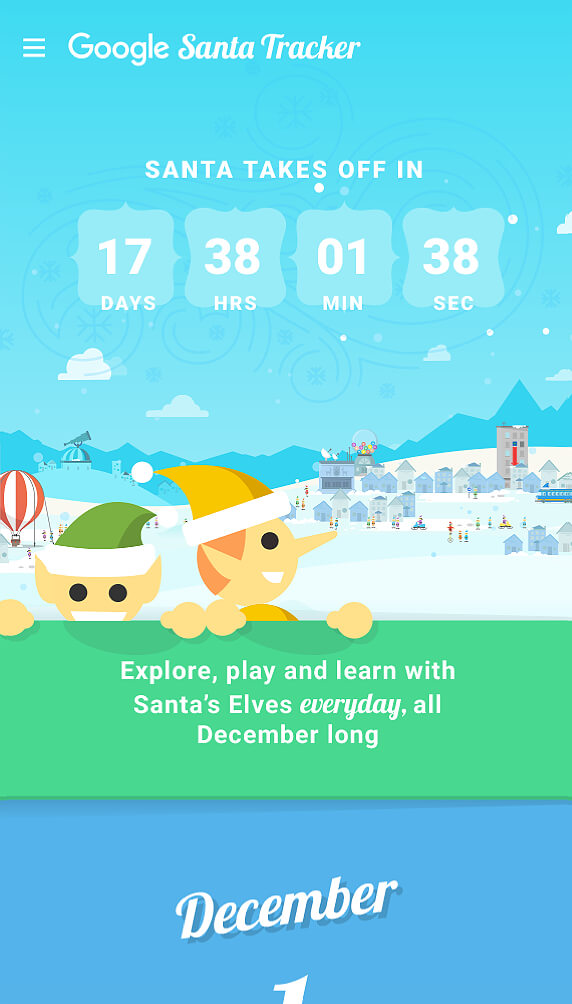 Google Santa Tracker
SANTA TAKES OFF IN
17 38 01 38
DAYS HRS MIN SEC
Explore, play and learn with
Santa's Elves everyday, all
December long
December
1